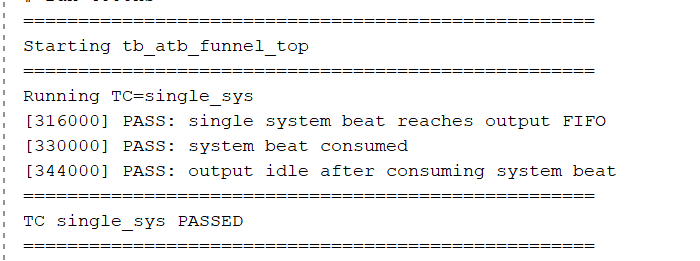 =====================================================
Starting tb_atb_funnel_top
=====================================================
Running TC=single_sys
[316000] PASS: single system beat reaches output FIFO
[330000] PASS: system beat consumed
[344000] PASS: output idle after consuming system beat
=====================================================
TC single_sys PASSED
=====================================================